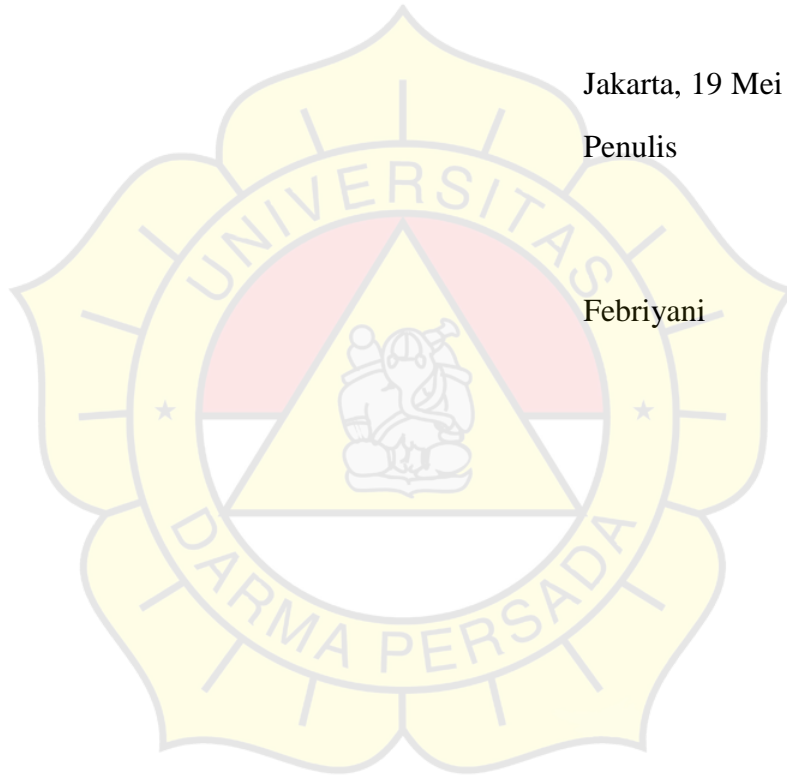 Jakarta, 19 Mei
Penulis
Febriyani
UNIVERSITAS
DARMA PERSADA